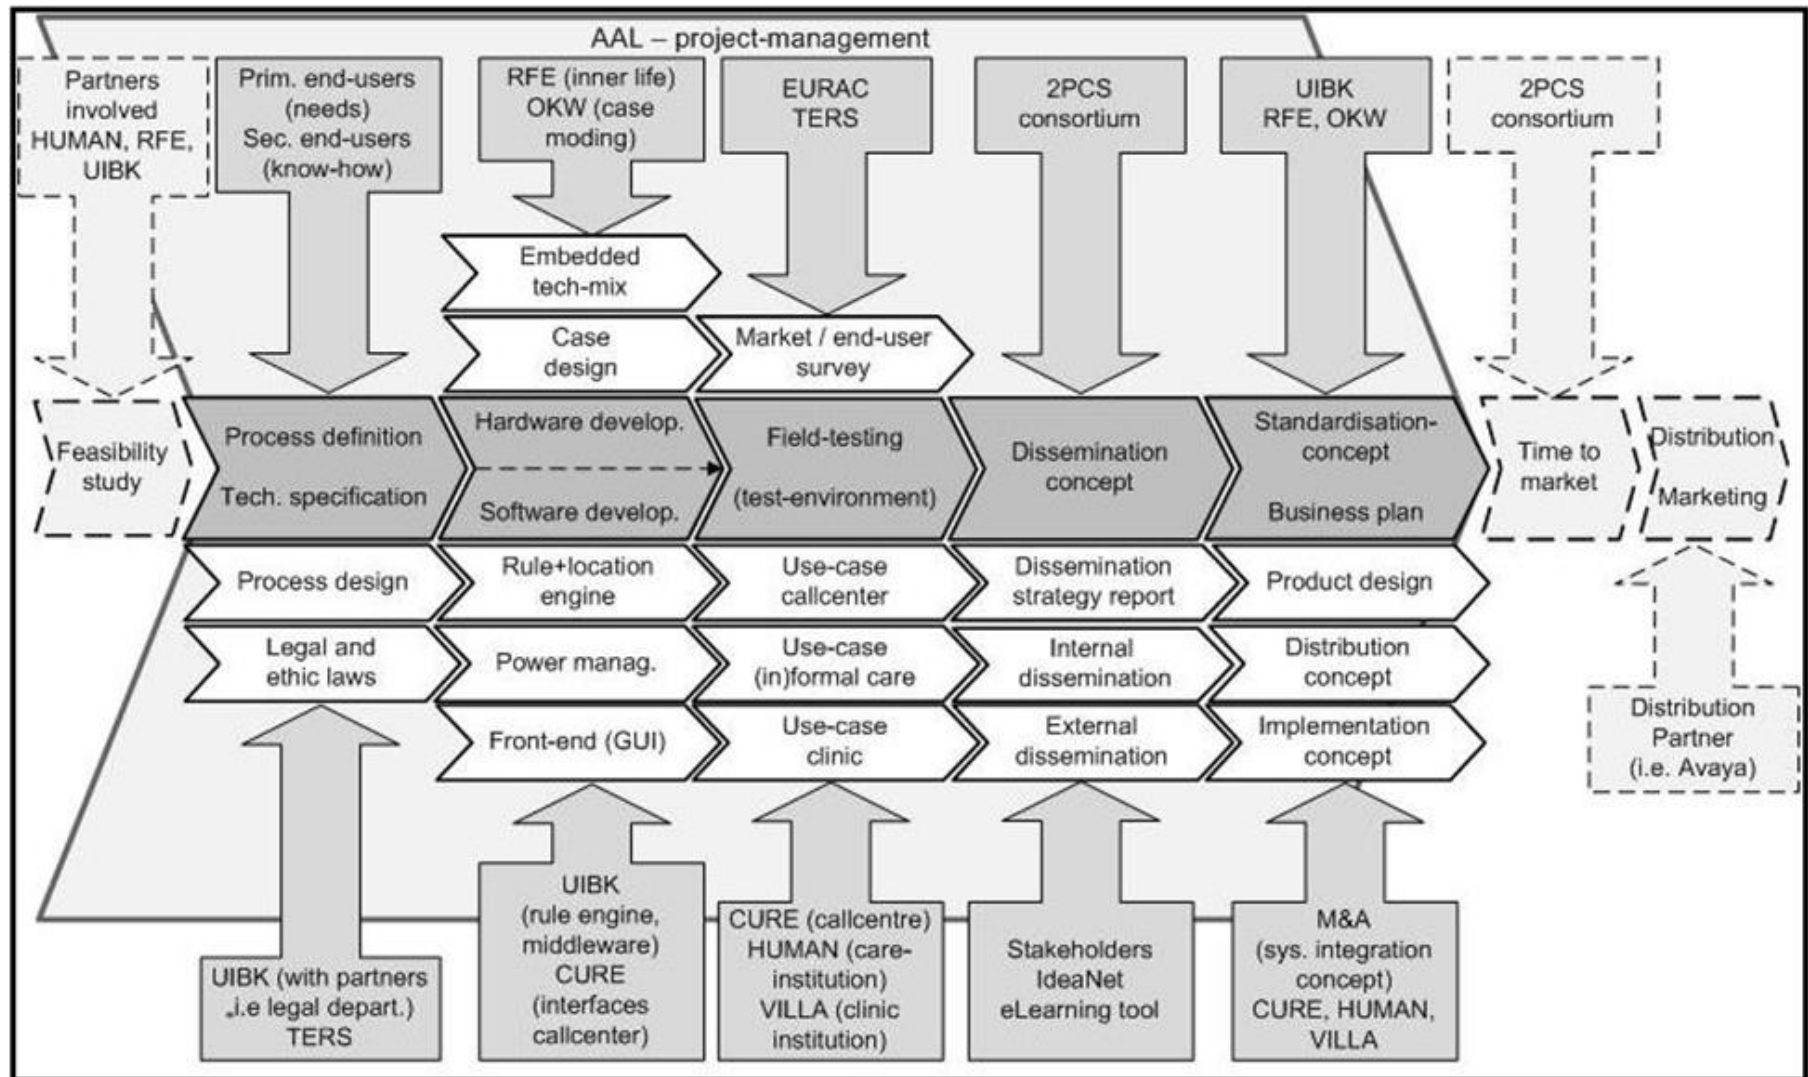 AAL – project-management
Partners
involved
HUMAN, RFE,
UIBK
Prim. end-users
(needs)
Sec. end-users
(know-how)
RFE (inner life)
OKW (case
moding)
EURAC
TERS
2PCS
consortium
UIBK
RFE, OKW
2PCS
consortium
Embedded
tech-mix
Case
design
Market / end-user
survey
Feasibility
study
Process definition
Tech. specification
Hardware develop.
Software develop.
Field-testing
(test-environment)
Dissemination
concept
Standardisation-
concept
Business plan
Time to
market
Distribution
Marketing
Process design
Rule+location
engine
Use-case
callcenter
Dissemination
strategy report
Product design
Legal and
ethic laws
Power manag.
Use-case
(in)formal care
Internal
dissemination
Distribution
concept
Front-end (GUI)
Use-case
clinic
External
dissemination
Implementation
concept
Distribution
Partner
(i.e. Avaya)
UIBK (with partners
„i.e legal depart.)
TERS
UIBK
(rule engine,
middleware)
CURE
(interfaces
callcenter)
CURE (callcentre)
HUMAN (care-
institution)
VILLA (clinic
institution)
Stakeholders
IdeaNet
eLearning tool
M&A
(sys. integration
concept)
CURE, HUMAN,
VILLA